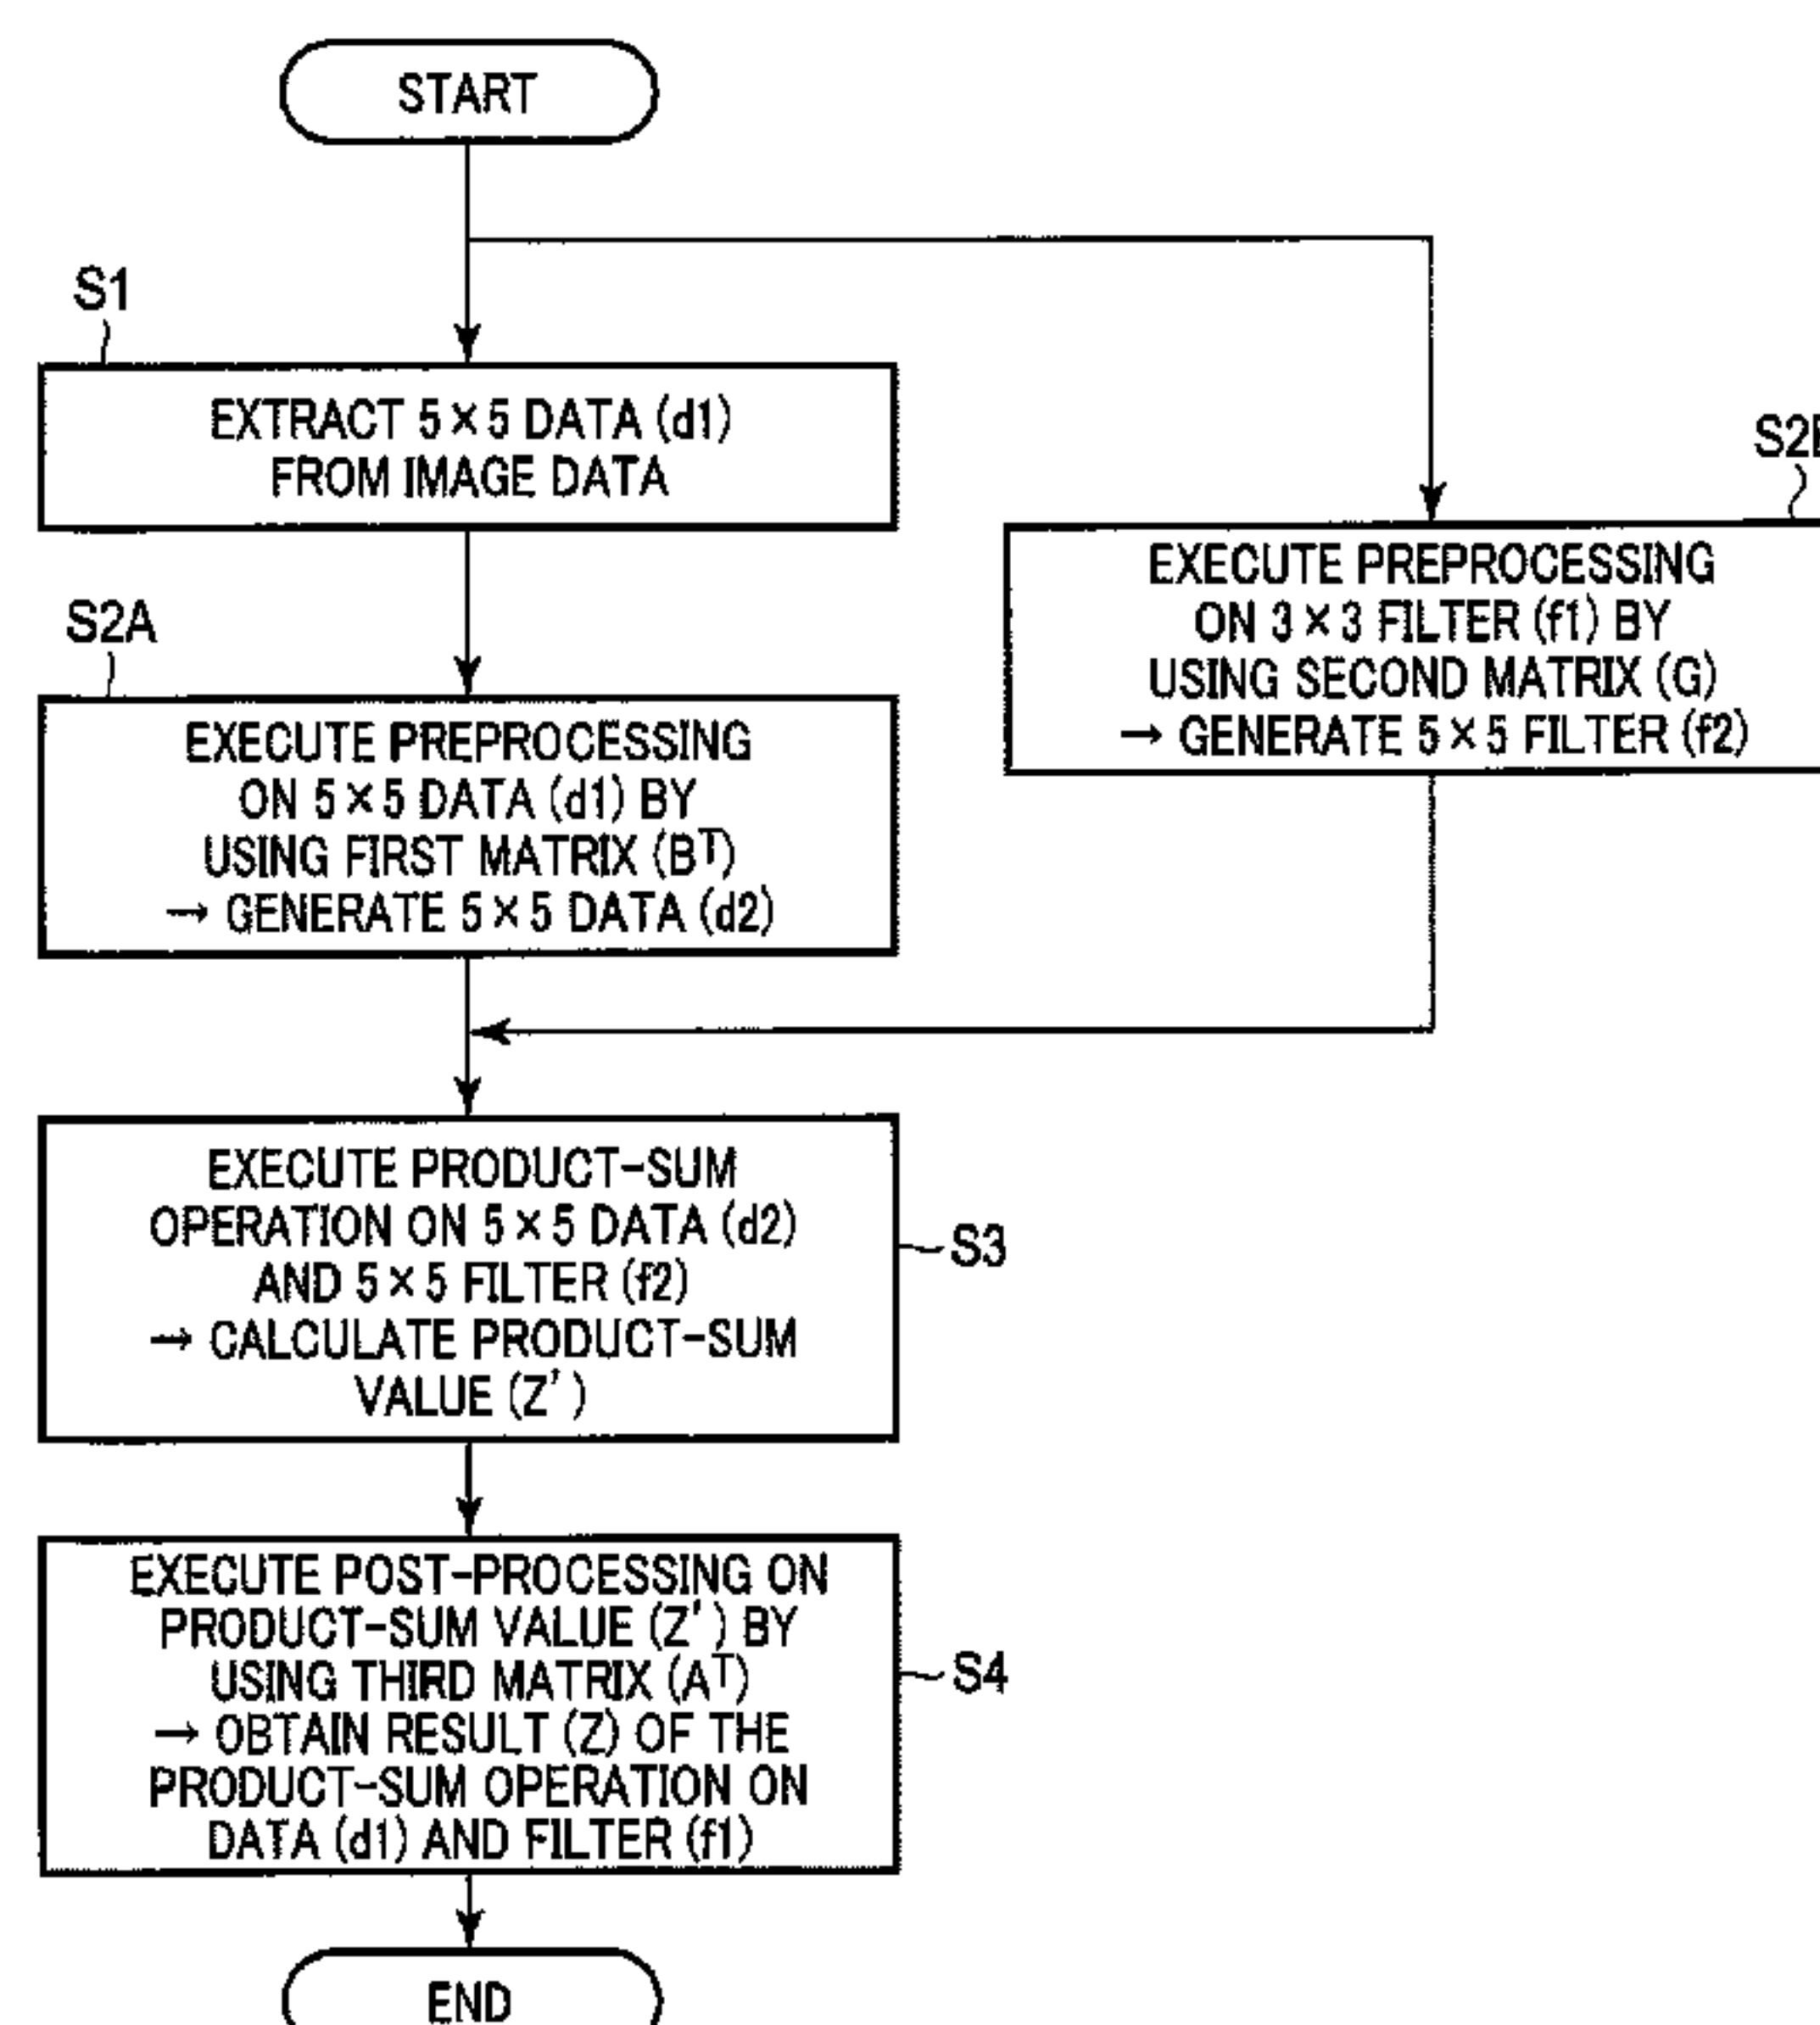 START
S1
EXTRACT 5×5 DATA (d1)
FROM IMAGE DATA
S2A
EXECUTE PREPROCESSING
ON 5×5 DATA (d1) BY
USING FIRST MATRIX (Bᵀ)
→ GENERATE 5×5 DATA (d2)
EXECUTE PREPROCESSING
ON 3×3 FILTER (f1) BY
USING SECOND MATRIX (G)
→ GENERATE 5×5 FILTER (f2)
EXECUTE PRODUCT-SUM
OPERATION ON 5×5 DATA (d2)
AND 5×5 FILTER (f2)
→ CALCULATE PRODUCT-SUM
VALUE (Z')
S3
EXECUTE POST-PROCESSING ON
PRODUCT-SUM VALUE (Z') BY
USING THIRD MATRIX (Aᵀ)
→ OBTAIN RESULT (Z) OF THE
PRODUCT-SUM OPERATION ON
DATA (d1) AND FILTER (f1)
S4
END